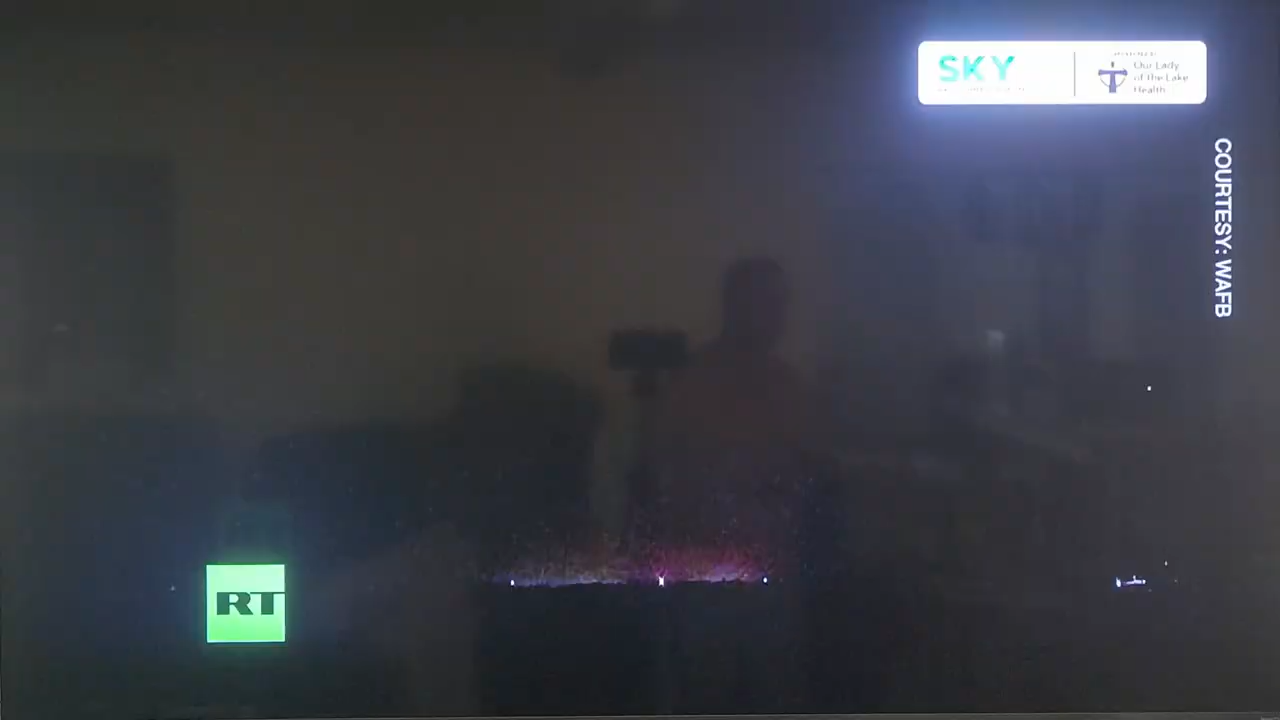 SKY
Our Lady
of the Lake
Health
COURTESY: WAFB
RT